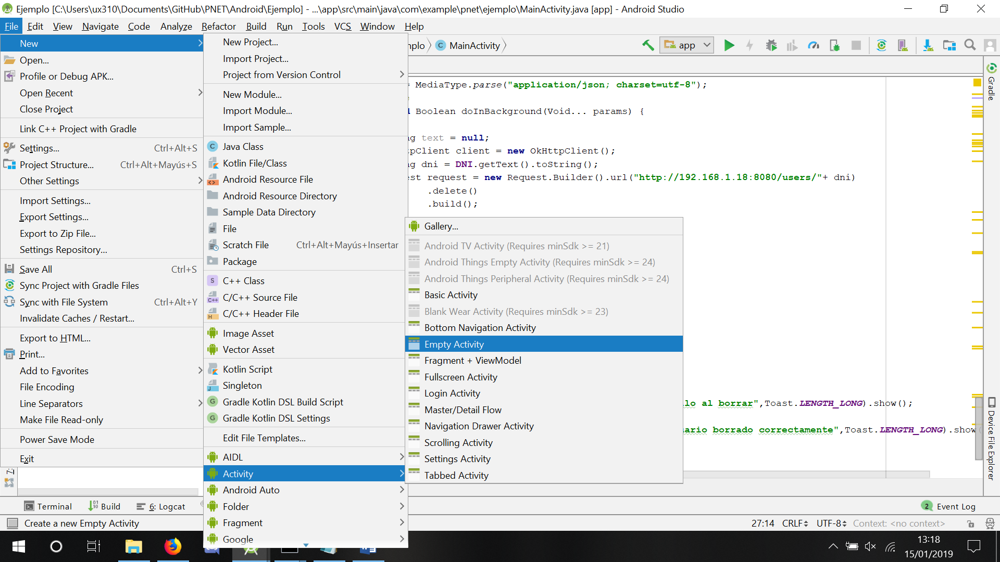 Ejemplo [C:\Users\ux310\Documents\GitHub\PNET\Android\Ejemplo] - ...\app\src\main\java\com\example\pnet\ejemplo\MainActivity.java [app] - Android Studio
File Edit View Navigate Code Analyze Refactor Build Run Tools VCS Window Help
MainActivity
app
New
Open...
Profile or Debug APK...
Open Recent
Close Project
Link C++ Project with Gradle
Settings... Ctrl+Alt+S
Project Structure... Ctrl+Alt+Mayús+S
Other Settings
Import Settings...
Export Settings...
Export to Zip File...
Settings Repository...
Save All Ctrl+S
Sync Project with Gradle Files
Sync with File System Ctrl+Alt+Y
Invalidate Caches / Restart...
Export to HTML...
Print...
Add to Favorites
File Encoding
Line Separators
Make File Read-only
Power Save Mode
Exit
New Project...
Import Project...
Project from Version Control
New Module...
Import Module...
Import Sample...
Java Class
Kotlin File/Class
Android Resource File
Android Resource Directory
Sample Data Directory
File
Scratch File Ctrl+Alt+Mayús+Insertar
Package
C++ Class
C/C++ Source File
C/C++ Header File
Image Asset
Vector Asset
Kotlin Script
Singleton
Gradle Kotlin DSL Build Script
Gradle Kotlin DSL Settings
Edit File Templates...
AIDL
Activity
Android Auto
Folder
Fragment
Google
Gallery...
Android TV Activity (Requires minSdk >= 21)
Android Things Empty Activity (Requires minSdk >= 24)
Android Things Peripheral Activity (Requires minSdk >= 24)
Basic Activity
Blank Wear Activity (Requires minSdk >= 23)
Bottom Navigation Activity
Empty Activity
Fragment + ViewModel
Fullscreen Activity
Login Activity
Master/Detail Flow
Navigation Drawer Activity
Scrolling Activity
Settings Activity
Tabbed Activity
= MediaType.parse("application/json; charset=utf-8");
Boolean doInBackground(Void... params) {
text = null;
client = new OkHttpClient();
dni = DNI.getText().toString();
request = new Request.Builder().url("http://192.168.1.18:8080/users/"+ dni)
.delete()
.build();
al borrar",Toast.LENGTH_LONG).show();
borrado correctamente",Toast.LENGTH_LONG).show(
Gradle
Device File Explorer
Terminal Build 6: Logcat
2 Event Log
Create a new Empty Activity
27:14 CRLF UTF-8 Context: <no context>
13:18
15/01/2019